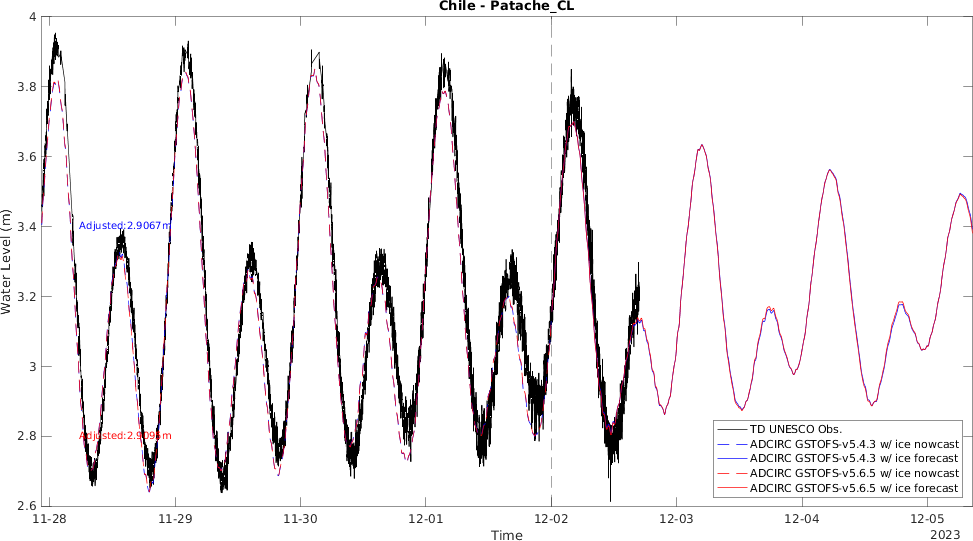 Chile - Patache_CL
4
3.8
3.6
3.4
3.2
3
2.8
2.6
Water Level (m)
Adjusted:2.9067m
Adjusted:2.9095m
TD UNESCO Obs.
ADCIRC GSTOFS-v5.4.3 w/ ice nowcast
ADCIRC GSTOFS-v5.4.3 w/ ice forecast
ADCIRC GSTOFS-v5.6.5 w/ ice nowcast
ADCIRC GSTOFS-v5.6.5 w/ ice forecast
11-28 11-29 11-30 12-01 12-02 12-03 12-04 12-05
Time
2023